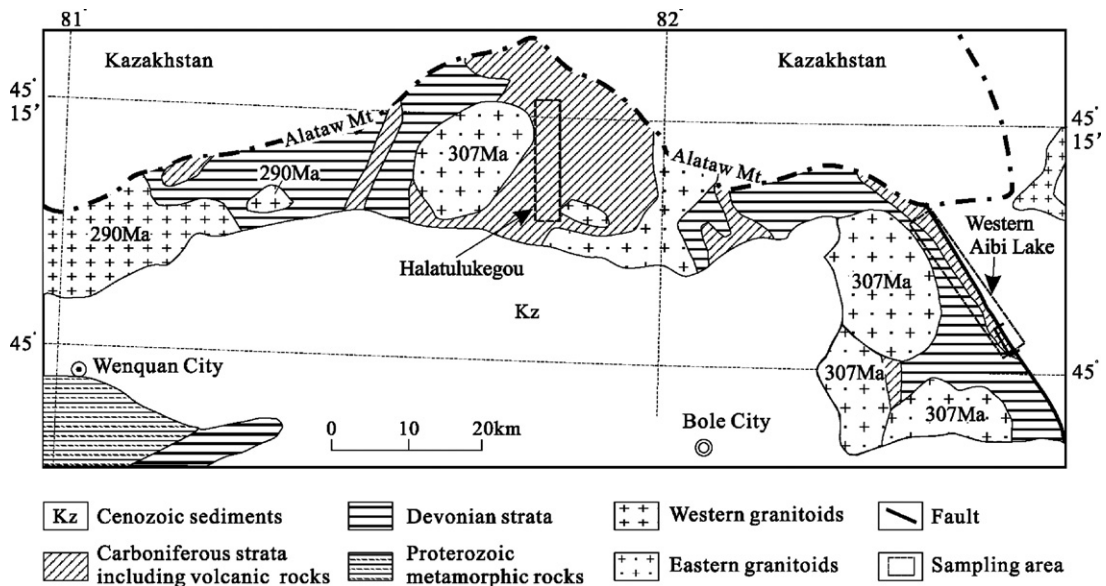 81°
82°
Kazakhstan
Kazakhstan
45°
15'
45°
15'
Alataw Mt.
Alataw Mt.
307Ma
290Ma
290Ma
Halatulukegou
Western
Aibi Lake
307Ma
Kz
45°
45°
Wenquan City
307Ma
307Ma
0 10 20km
Bole City
Kz Cenozoic sediments
Devonian strata
Western granitoids
Fault
Carboniferous strata
including volcanic rocks
Proterozoic
metamorphic rocks
Eastern granitoids
Sampling area